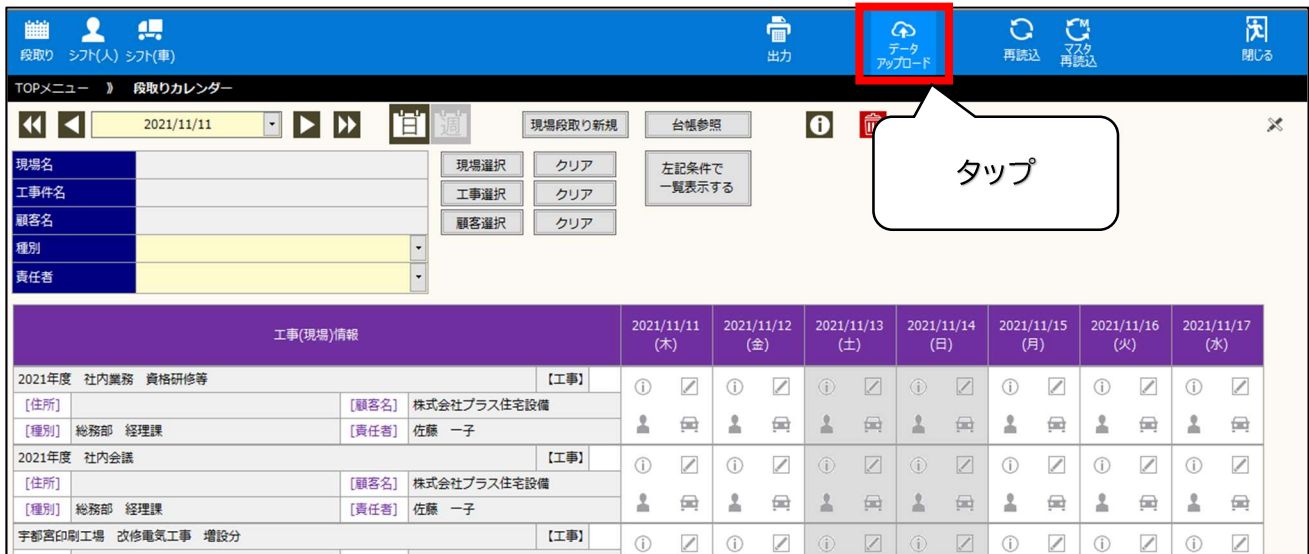 段取り シフト(人) シフト(車) 出力 データ アップロード 再読込 マスタ 再読込 閉じる
TOPメニュー 》 段取りカレンダー
2021/11/11 日 週 現場段取り新規 台帳参照
タップ
現場名 現場選択 クリア 左記条件で
工事件名 工事選択 クリア 一覧表示する
顧客名 顧客選択 クリア
種別
責任者
工事(現場)情報 2021/11/11 2021/11/12 2021/11/13 2021/11/14 2021/11/15 2021/11/16 2021/11/17
(木) (金) (土) (日) (月) (火) (水)
2021年度 社内業務 資格研修等 【工事】
[住所] [顧客名] 株式会社プラス住宅設備
[種別] 総務部 経理課 [責任者] 佐藤 一子
2021年度 社内会議 【工事】
[住所] [顧客名] 株式会社プラス住宅設備
[種別] 総務部 経理課 [責任者] 佐藤 一子
宇都宮印刷工場 改修電気工事 増設分 【工事】